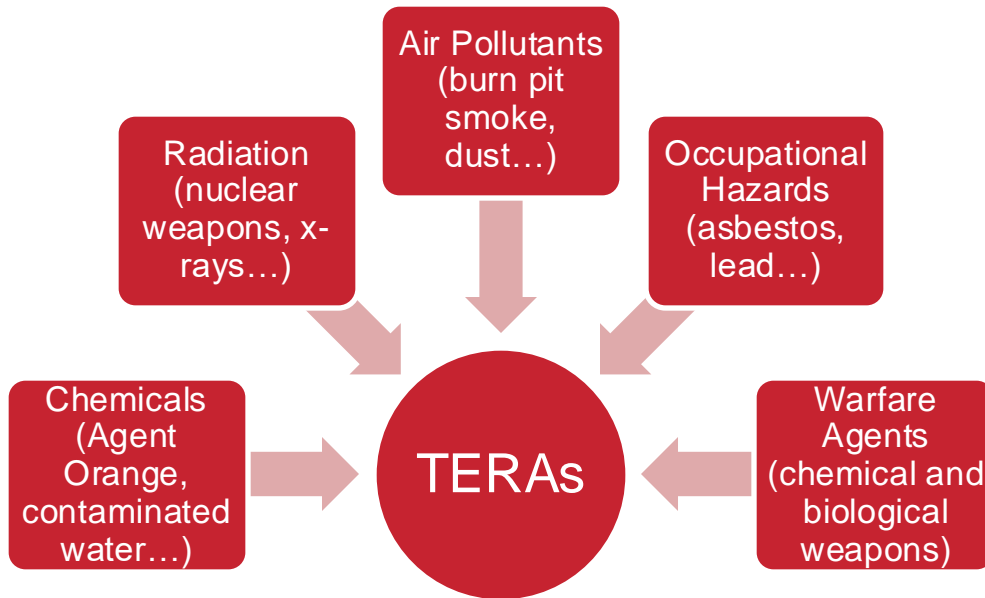 Chemicals
(Agent
Orange,
contaminated
water…)
Radiation
(nuclear
weapons, x-
rays…)
Air Pollutants
(burn pit
smoke,
dust…)
Occupational
Hazards
(asbestos,
lead…)
Warfare
Agents
(chemical and
biological
weapons)
TERAs